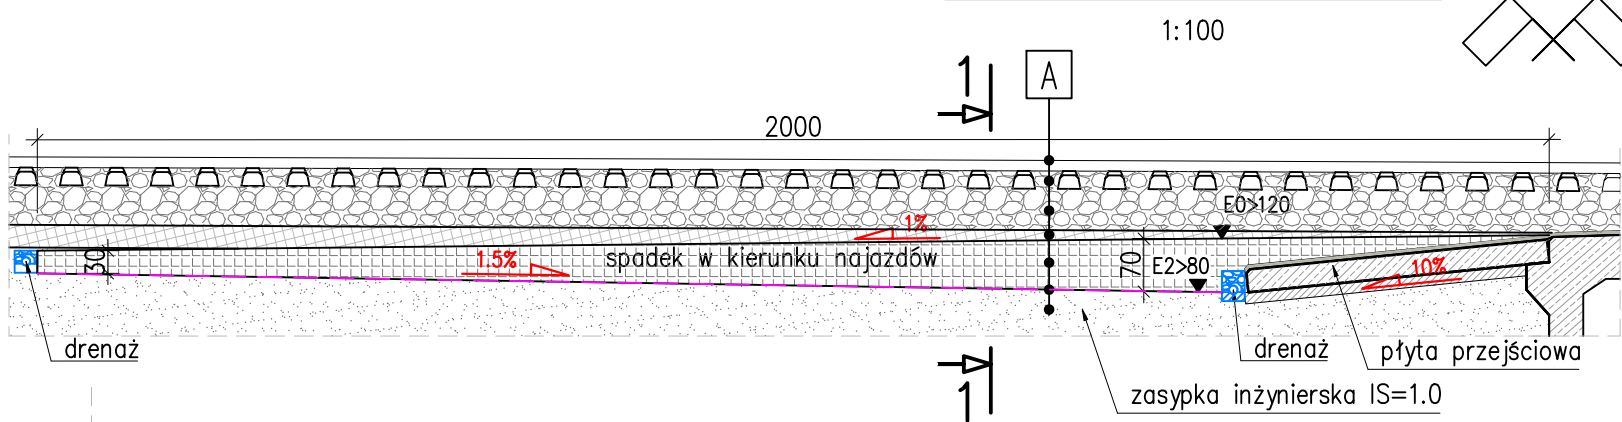 1:100
1
A
2000
E0>120
1%
30
1.5%
spadek w kierunku najazdów
70
E2>80
10%
drenaż
drenaż
płyta przejściowa
zasypka inżynierska IS=1.0
1